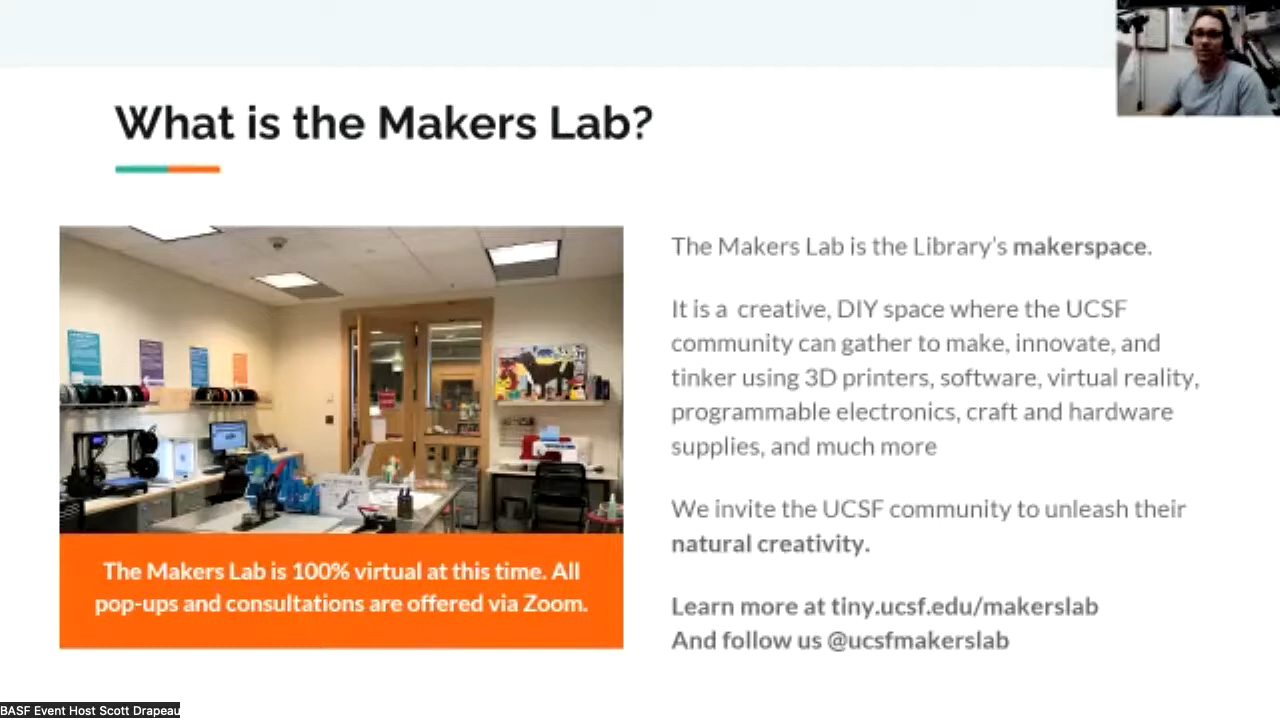 What is the Makers Lab?
The Makers Lab is the Library's makerspace.
It is a creative, DIY space where the UCSF
community can gather to make, innovate, and
tinker using 3D printers, software, virtual reality,
programmable electronics, craft and hardware
supplies, and much more
We invite the UCSF community to unleash their
natural creativity.
Learn more at tiny.ucsf.edu/makerslab
And follow us @ucsfmakerslab
The Makers Lab is 100% virtual at this time. All
pop-ups and consultations are offered via Zoom.
BASF Event Host Scott Drapeau